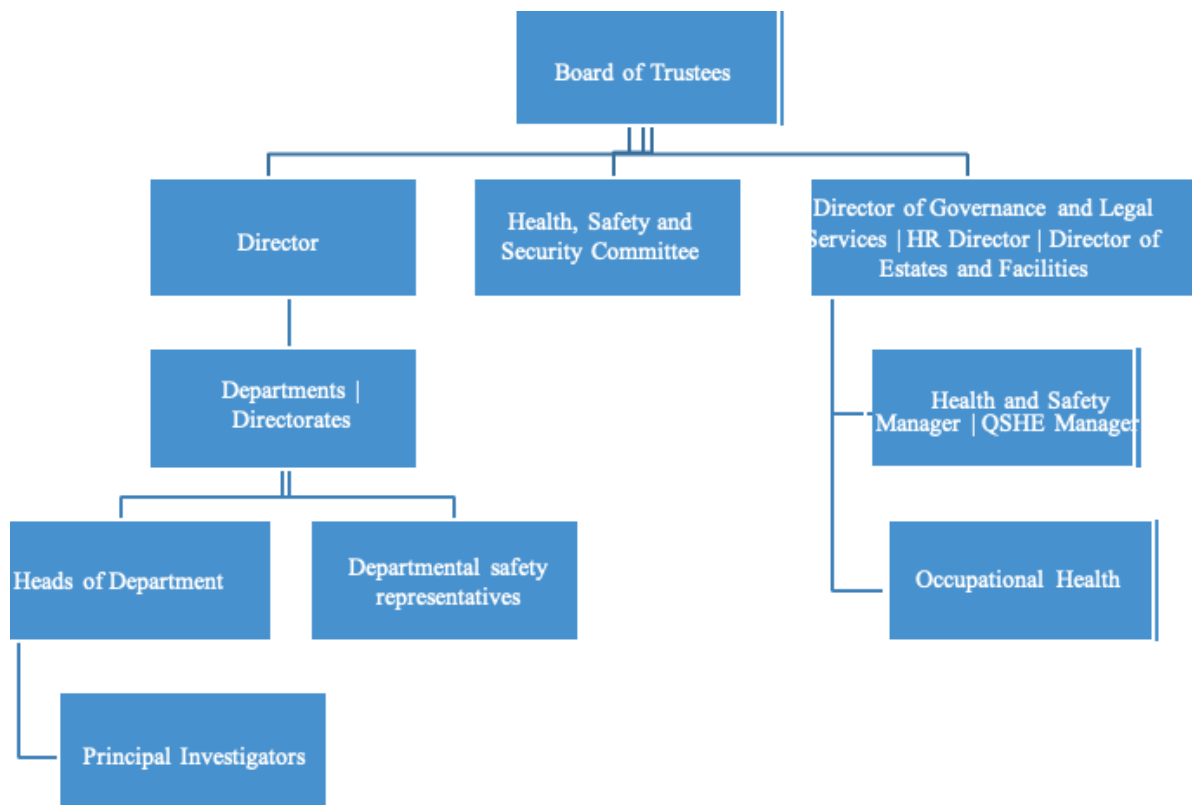 Board of Trustees
Director
Health, Safety and
Security Committee
Director of Governance and Legal
Services | HR Director | Director of
Estates and Facilities
Departments |
Directorates
Health and Safety
Manager | QSHE Manager
Heads of Department
Departmental safety
representatives
Occupational Health
Principal Investigators